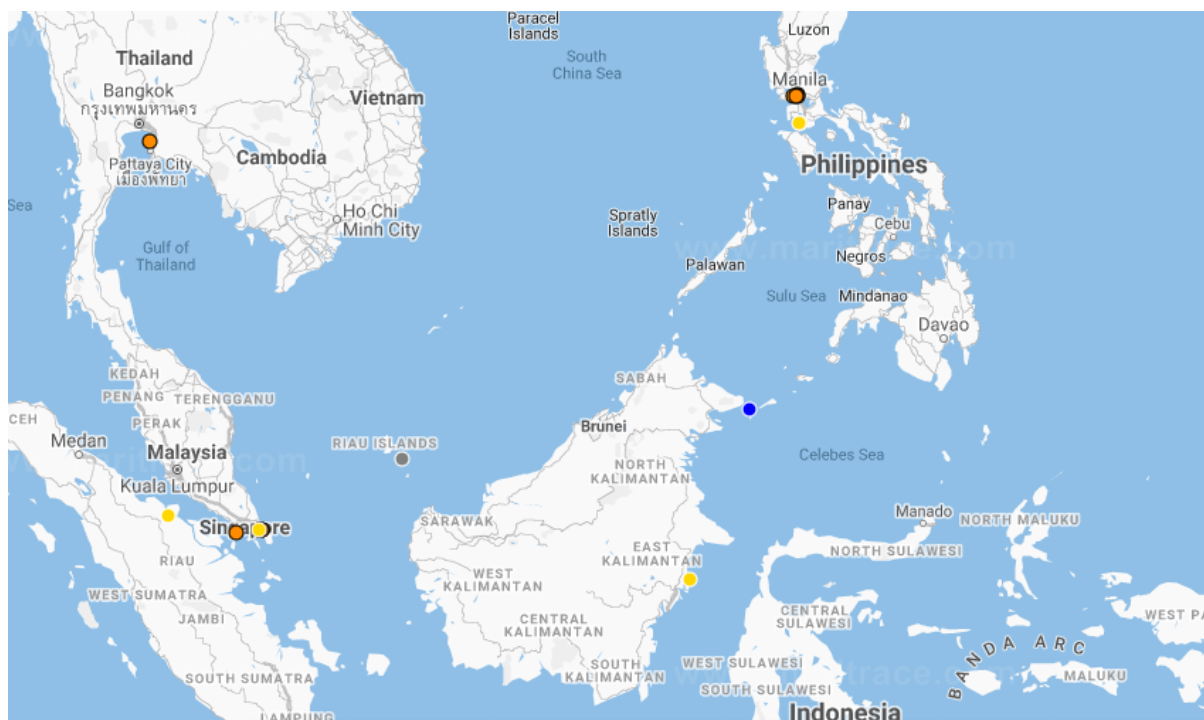 Paracel
Islands
Luzon
Thailand
South
China Sea
Bangkok
กรุงเทพมหานคร
Manila
Vietnam
Cambodia
Pattaya City
เมืองพัทยา
Philippines
Sea
Ho Chi
Minh City
Spratly
Islands
Panay
Cebu
www.maritrace.com
Gulf of
Thailand
Palawan
Negros
Sulu Sea
Mindanao
Davao
KEDAH
PENANG
TERENGGANU
SABAH
PERAK
CEH
Medan
Malaysia
RIAU ISLANDS
Brunei
Celebes Sea
Kuala Lumpur
NORTH
KALIMANTAN
Singapore
SARAWAK
Manado
NORTH MALUKU
RIAU
EAST
KALIMANTAN
NORTH SULAWESI
WEST SUMATRA
WEST
KALIMANTAN
JAMBI
CENTRAL
KALIMANTAN
CENTRAL
SULAWESI
WEST PA
BANDA ARC
SOUTH SUMATRA
SOUTH
KALIMANTAN
WEST SULAWESI
SOUTH SULAWESI
MALUKU
LAMPUNG
Indonesia